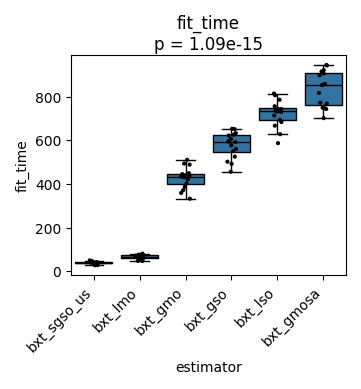 fit_time
p = 1.09e-15
fit_time
800
600
400
200
0
bxt_sgso_us
bxt_lmo
bxt_gmo
bxt_gso
bxt_lso
bxt_gmosa
estimator